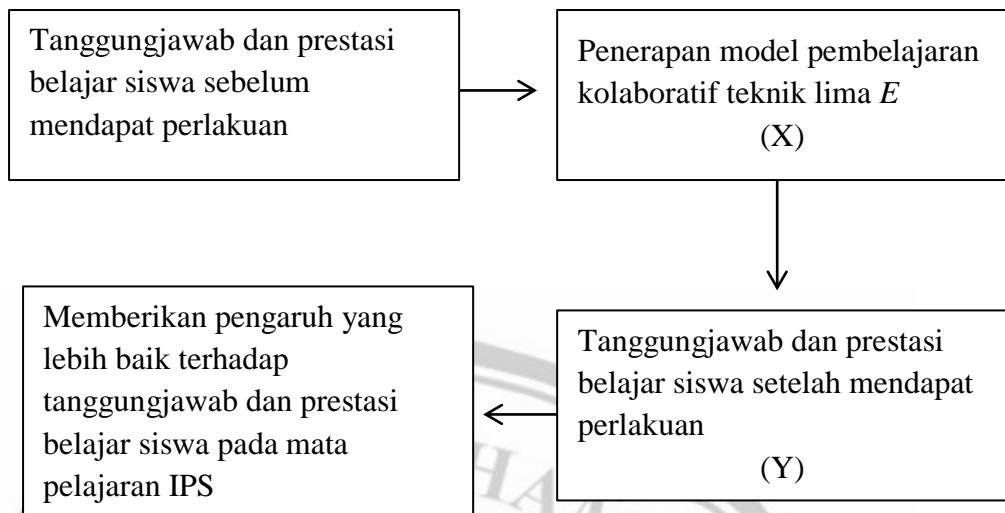 Tanggungjawab dan prestasi
belajar siswa sebelum
mendapat perlakuan
Penerapan model pembelajaran
kolaboratif teknik lima E
(X)
Tanggungjawab dan prestasi
belajar siswa setelah mendapat
perlakuan
(Y)
Memberikan pengaruh yang
lebih baik terhadap
tanggungjawab dan prestasi
belajar siswa pada mata
pelajaran IPS